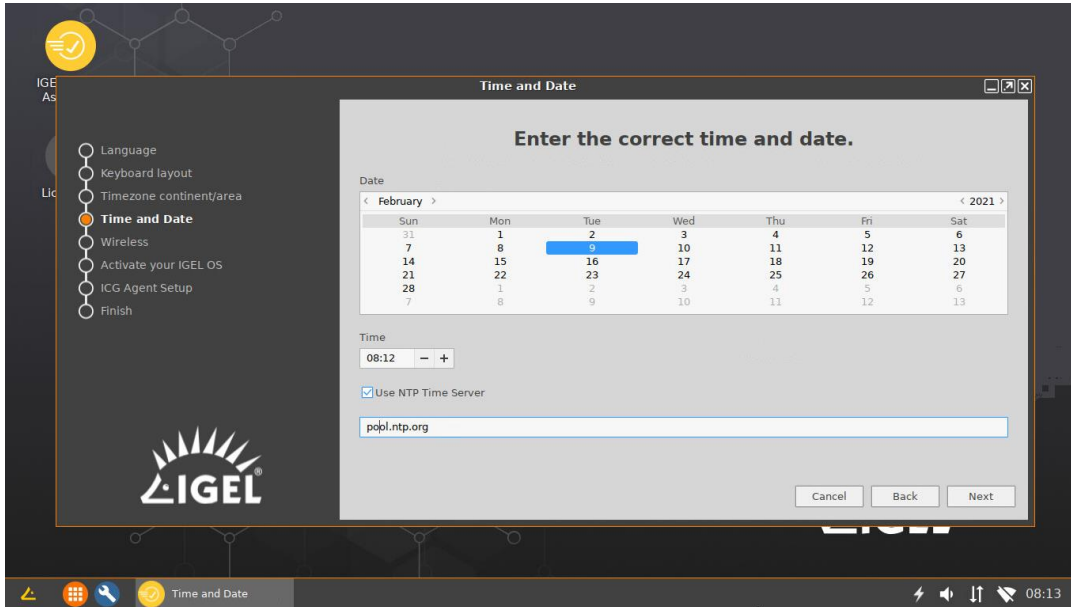 IGE
As
Lic
Time and Date
Language
Keyboard layout
Timezone continent/area
Time and Date
Wireless
Activate your IGEL OS
ICG Agent Setup
Finish
IGEL®
Enter the correct time and date.
Date
< February > < 2021 >
Sun Mon Tue Wed Thu Fri Sat
31 1 2 3 4 5 6
7 8 9 10 11 12 13
14 15 16 17 18 19 20
21 22 23 24 25 26 27
28 1 2 3 4 5 6
7 8 9 10 11 12 13
Time
08:12 − +
Use NTP Time Server
pool.ntp.org
Cancel Back Next
Time and Date 08:13